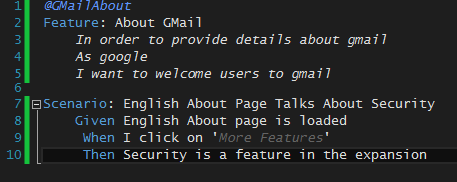 1 @GMailAbout
2 Feature: About GMail
3 In order to provide details about gmail
4 As google
5 I want to welcome users to gmail
6
7 Scenario: English About Page Talks About Security
8 Given English About page is loaded
9 When I click on 'More Features'
10 Then Security is a feature in the expansion